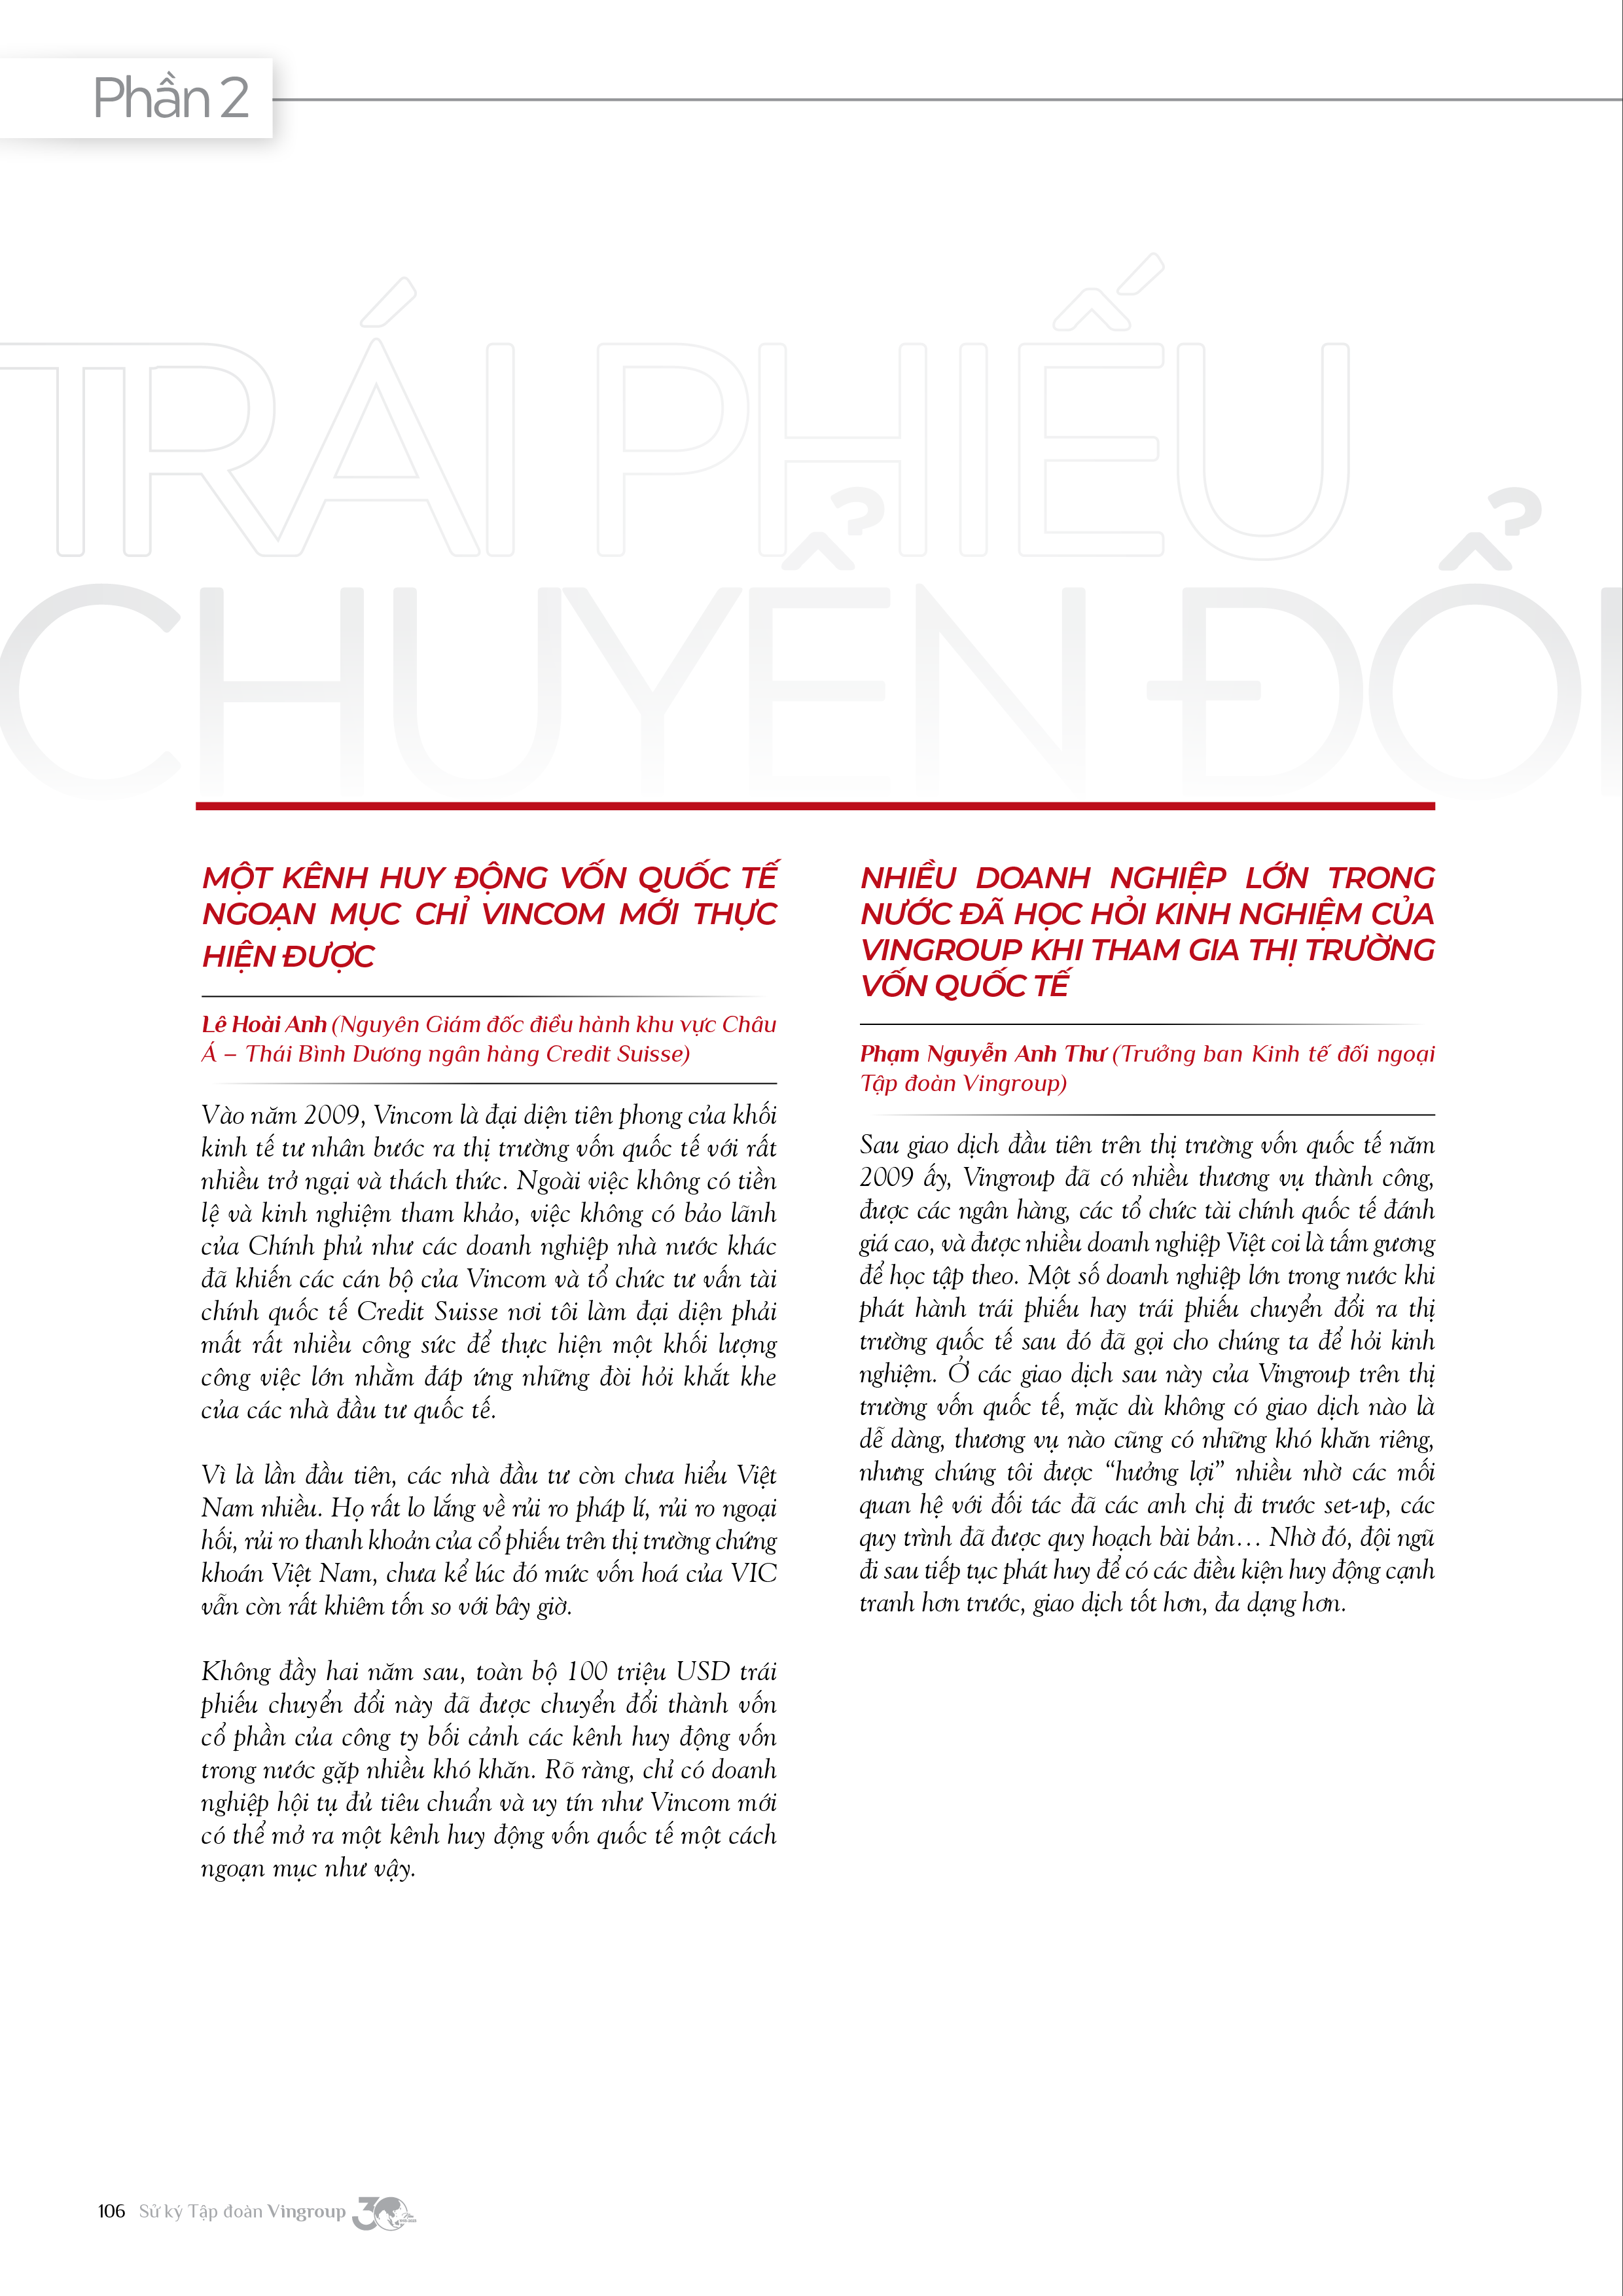 Phần 2
TRÁI PHIẾU
CHUYỂN ĐỔI
MỘT KÊNH HUY ĐỘNG VỐN QUỐC TẾ
NGOẠN MỤC CHỈ VINCOM MỚI THỰC
HIỆN ĐƯỢC
Lê Hoài Anh (Nguyên Giám đốc điều hành khu vực Châu
Á – Thái Bình Dương ngân hàng Credit Suisse)
Vào năm 2009, Vincom là đại diện tiên phong của khối
kinh tế tư nhân bước ra thị trường vốn quốc tế với rất
nhiều trở ngại và thách thức. Ngoài việc không có tiền
lệ và kinh nghiệm tham khảo, việc không có bảo lãnh
của Chính phủ như các doanh nghiệp nhà nước khác
đã khiến các cán bộ của Vincom và tổ chức tư vấn tài
chính quốc tế Credit Suisse nơi tôi làm đại diện phải
mất rất nhiều công sức để thực hiện một khối lượng
công việc lớn nhằm đáp ứng những đòi hỏi khắt khe
của các nhà đầu tư quốc tế.
Vì là lần đầu tiên, các nhà đầu tư còn chưa hiểu Việt
Nam nhiều. Họ rất lo lắng về rủi ro pháp lí, rủi ro ngoại
hối, rủi ro thanh khoản của cổ phiếu trên thị trường chứng
khoán Việt Nam, chưa kể lúc đó mức vốn hoá của VIC
vẫn còn rất khiêm tốn so với bây giờ.
Không đầy hai năm sau, toàn bộ 100 triệu USD trái
phiếu chuyển đổi này đã được chuyển đổi thành vốn
cổ phần của công ty bối cảnh các kênh huy động vốn
trong nước gặp nhiều khó khăn. Rõ ràng, chỉ có doanh
nghiệp hội tụ đủ tiêu chuẩn và uy tín như Vincom mới
có thể mở ra một kênh huy động vốn quốc tế một cách
ngoạn mục như vậy.
NHIỀU DOANH NGHIỆP LỚN TRONG
NƯỚC ĐÃ HỌC HỎI KINH NGHIỆM CỦA
VINGROUP KHI THAM GIA THỊ TRƯỜNG
VỐN QUỐC TẾ
Phạm Nguyễn Anh Thư (Trưởng ban Kinh tế đối ngoại
Tập đoàn Vingroup)
Sau giao dịch đầu tiên trên thị trường vốn quốc tế năm
2009 ấy, Vingroup đã có nhiều thương vụ thành công,
được các ngân hàng, các tổ chức tài chính quốc tế đánh
giá cao, và được nhiều doanh nghiệp Việt coi là tấm gương
để học tập theo. Một số doanh nghiệp lớn trong nước khi
phát hành trái phiếu hay trái phiếu chuyển đổi ra thị
trường quốc tế sau đó đã gọi cho chúng ta để hỏi kinh
nghiệm. Ở các giao dịch sau này của Vingroup trên thị
trường vốn quốc tế, mặc dù không có giao dịch nào là
dễ dàng, thương vụ nào cũng có những khó khăn riêng,
nhưng chúng tôi được “hưởng lợi” nhiều nhờ các mối
quan hệ với đối tác đã các anh chị đi trước set-up, các
quy trình đã được quy hoạch bài bản… Nhờ đó, đội ngũ
đi sau tiếp tục phát huy để có các điều kiện huy động cạnh
tranh hơn trước, giao dịch tốt hơn, đa dạng hơn.
106 Sử ký Tập đoàn Vingroup 30